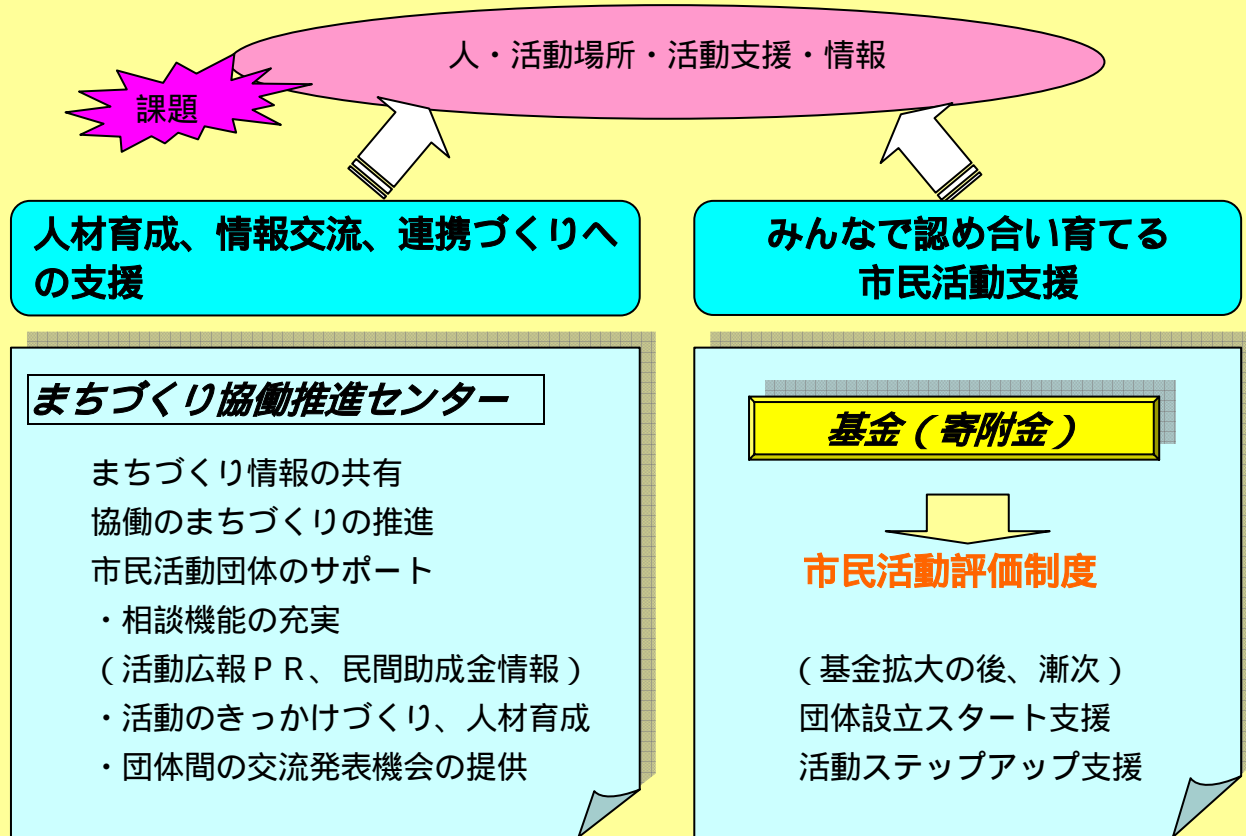 人・活動場所・活動支援・情報
課題
人材育成、情報交流、連携づくりへ
の支援
まちづくり協働推進センター
まちづくり情報の共有
協働のまちづくりの推進
市民活動団体のサポート
・相談機能の充実
（活動広報ＰＲ、民間助成金情報）
・活動のきっかけづくり、人材育成
・団体間の交流発表機会の提供
みんなで認め合い育てる
市民活動支援
基金（寄附金）
市民活動評価制度
（基金拡大の後、漸次）
団体設立スタート支援
活動ステップアップ支援